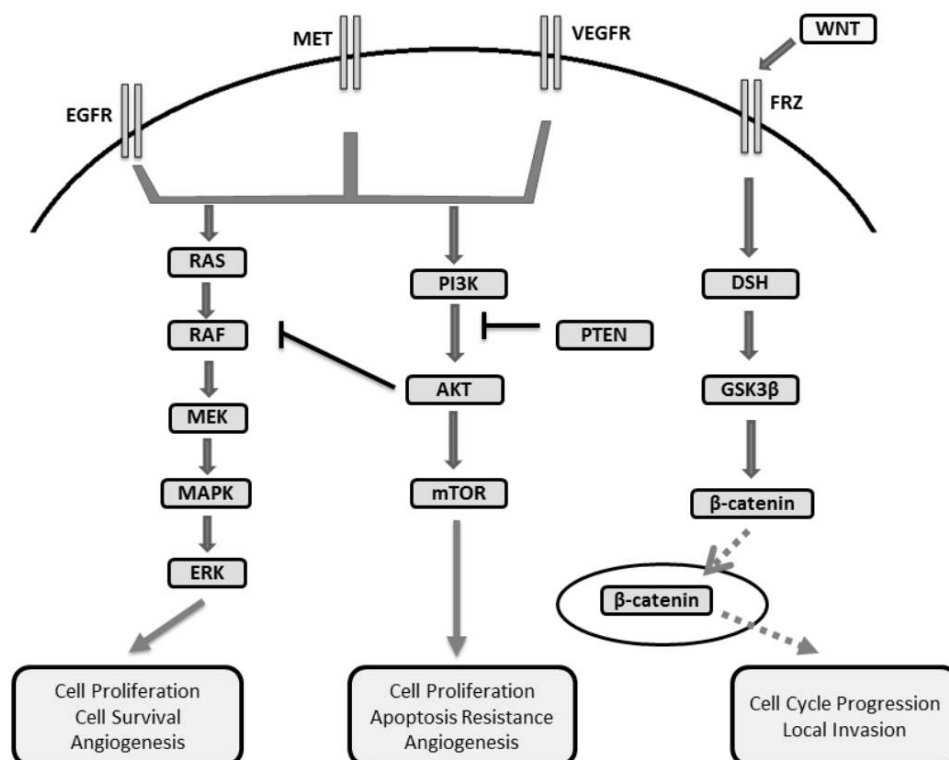 WNT
MET
VEGFR
EGFR
FRZ
RAS
PI3K
DSH
RAF
PTEN
AKT
GSK3β
MEK
MAPK
mTOR
β-catenin
ERK
β-catenin
Cell Proliferation
Cell Survival
Angiogenesis
Cell Proliferation
Apoptosis Resistance
Angiogenesis
Cell Cycle Progression
Local Invasion